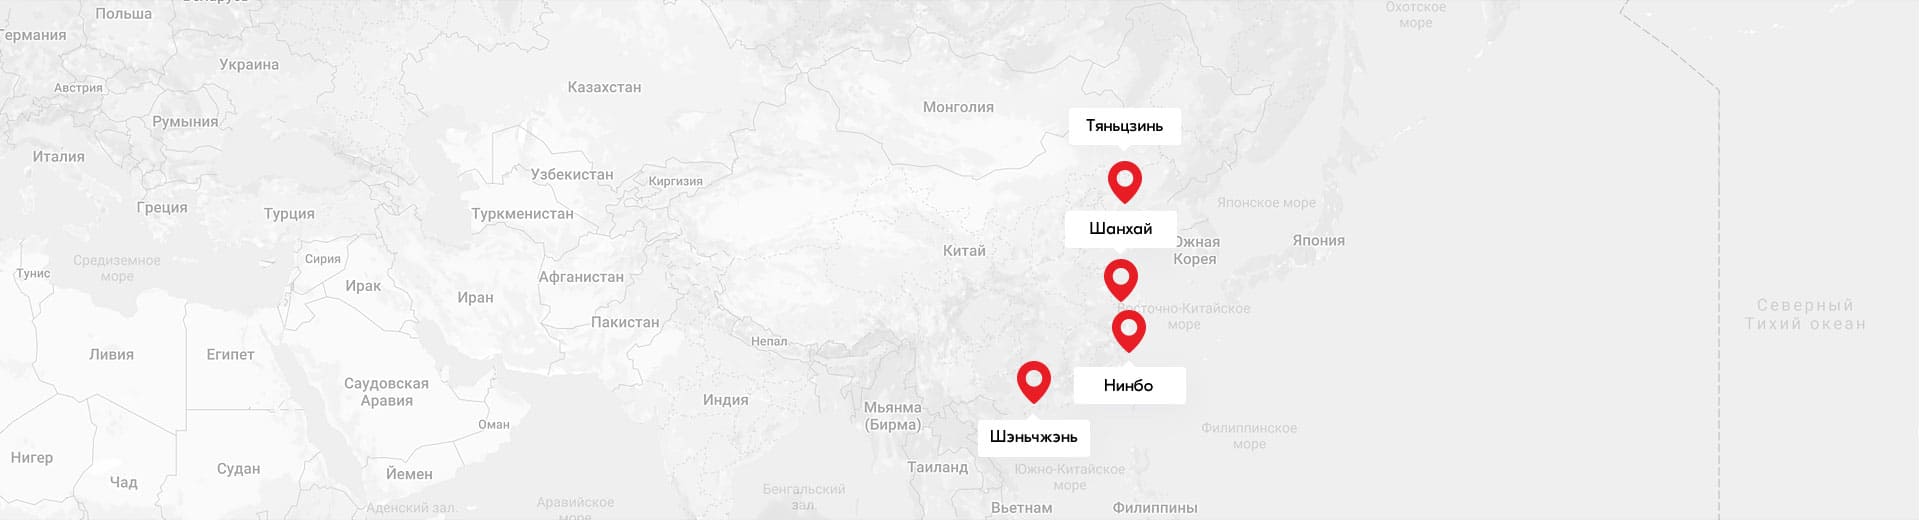 Беларусь
Польша
Германия
Охотское
море
Украина
Австрия
Казахстан
Монголия
Румыния
Тяньцзинь
Италия
Узбекистан
Киргизия
Греция
Турция
Туркменистан
Японское море
Шанхай
Южная
Корея
Япония
Китай
Средиземное
море
Сирия
Тунис
Афганистан
Ирак
Иран
Восточно-Китайское
море
Северный
Тихий океан
Пакистан
Непал
Ливия
Египет
Саудовская
Аравия
Нинбо
Индия
Мьянма
(Бирма)
Оман
Филиппинское
море
Шэньчжэнь
Нигер
Судан
Чад
Йемен
Таиланд
Южно-Китайское
море
Бенгальский
зал.
Аденский зал.
Аравийское
море
Вьетнам
Филиппины